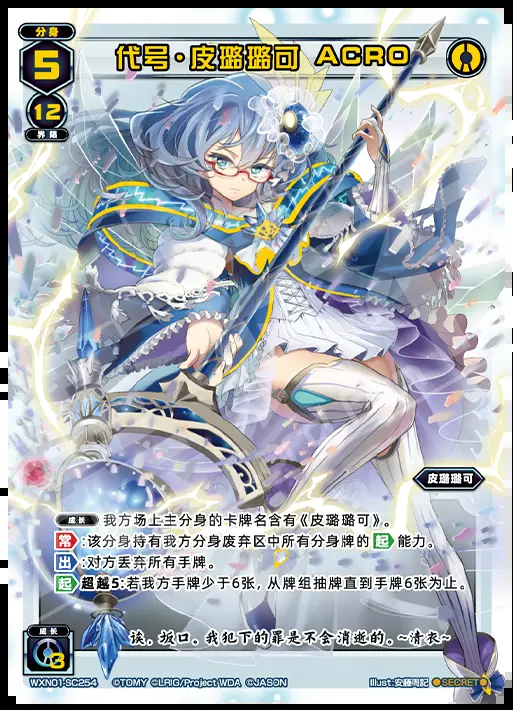 分身
5
代号·皮璐璐可 ACRO
12
界限
皮璐璐可
成长 我方场上主分身的卡牌名含有《皮璐璐可》。
常:该分身持有我方分身废弃区中所有分身牌的起能力。
出:对方丢弃所有手牌。
起 超越5:若我方手牌少于6张,从牌组抽牌直到手牌6张为止。
成长
3
诶,坂口。我犯下的罪是不会消逝的。~清衣~
WXN01-SC254 ©TOMY ©LRIG/Project WDA ©JASON Illust:安藤周記 SECRET